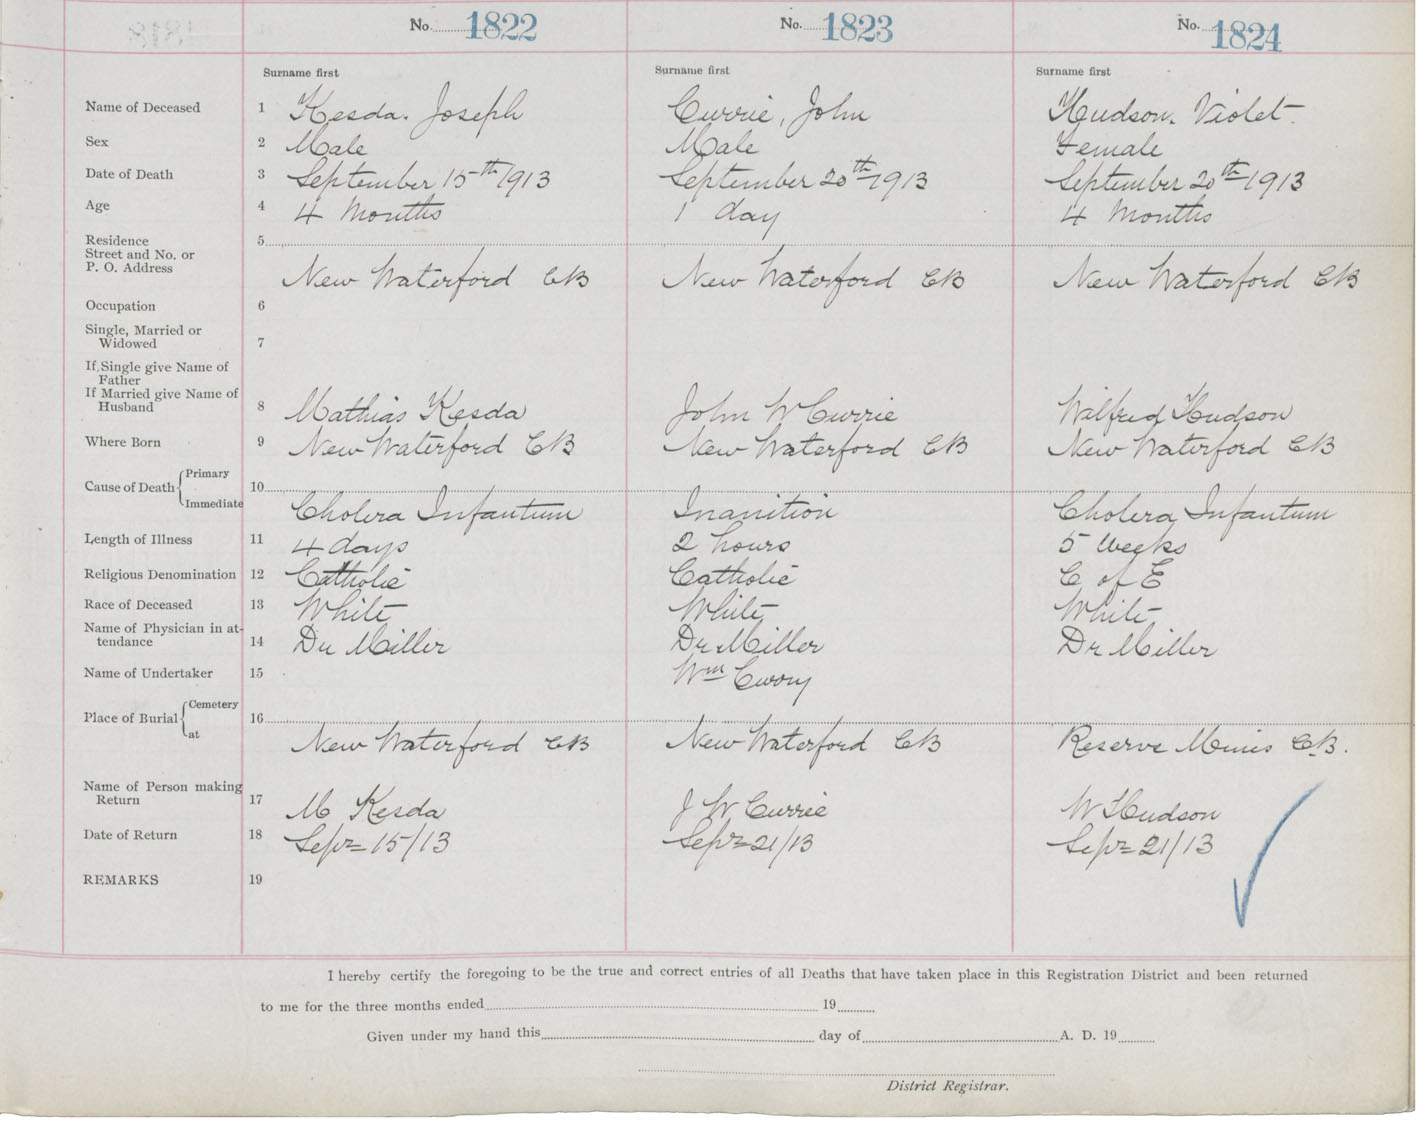 No. 1822 No. 1823 No. 1824
Surname first Surname first Surname first
Name of Deceased 1 Kesda. Joseph Currie, John Hudson. Violet.
Sex 2 Male Male Female
Date of Death 3 September 15th 1913 September 20th 1913 September 20th 1913
Age 4 4 Months 1 day 4 Months
Residence 5
Street and No. or
P. O. Address New Waterford CB New Waterford CB New Waterford CB
Occupation 6
Single, Married or
Widowed 7
If Single give Name of
Father
If Married give Name of
Husband 8 Mathias Kesda John W Currie Wilfred Hudson
Where Born 9 New Waterford CB New Waterford CB New Waterford CB
Cause of Death { Primary 10
Immediate Cholera Infantum Inanition Cholera Infantum
Length of Illness 11 4 days 2 hours 5 Weeks
Religious Denomination 12 Catholic Catholic C of E
Race of Deceased 13 White White White
Name of Physician in at-
tendance 14 Dr Miller Dr Miller Dr Miller
Name of Undertaker 15 Wm
Place of Burial { Cemetery 16
at New Waterford CB New Waterford CB Reserve Mines C.B.
Name of Person making
Return 17 M Kesda J W Currie W Hudson
Date of Return 18 Sepr 15/13 Sepr 21/13 Sepr 21/13
REMARKS 19
I hereby certify the foregoing to be the true and correct entries of all Deaths that have taken place in this Registration District and been returned
to me for the three months ended 19
Given under my hand this day of A. D. 19
District Registrar.